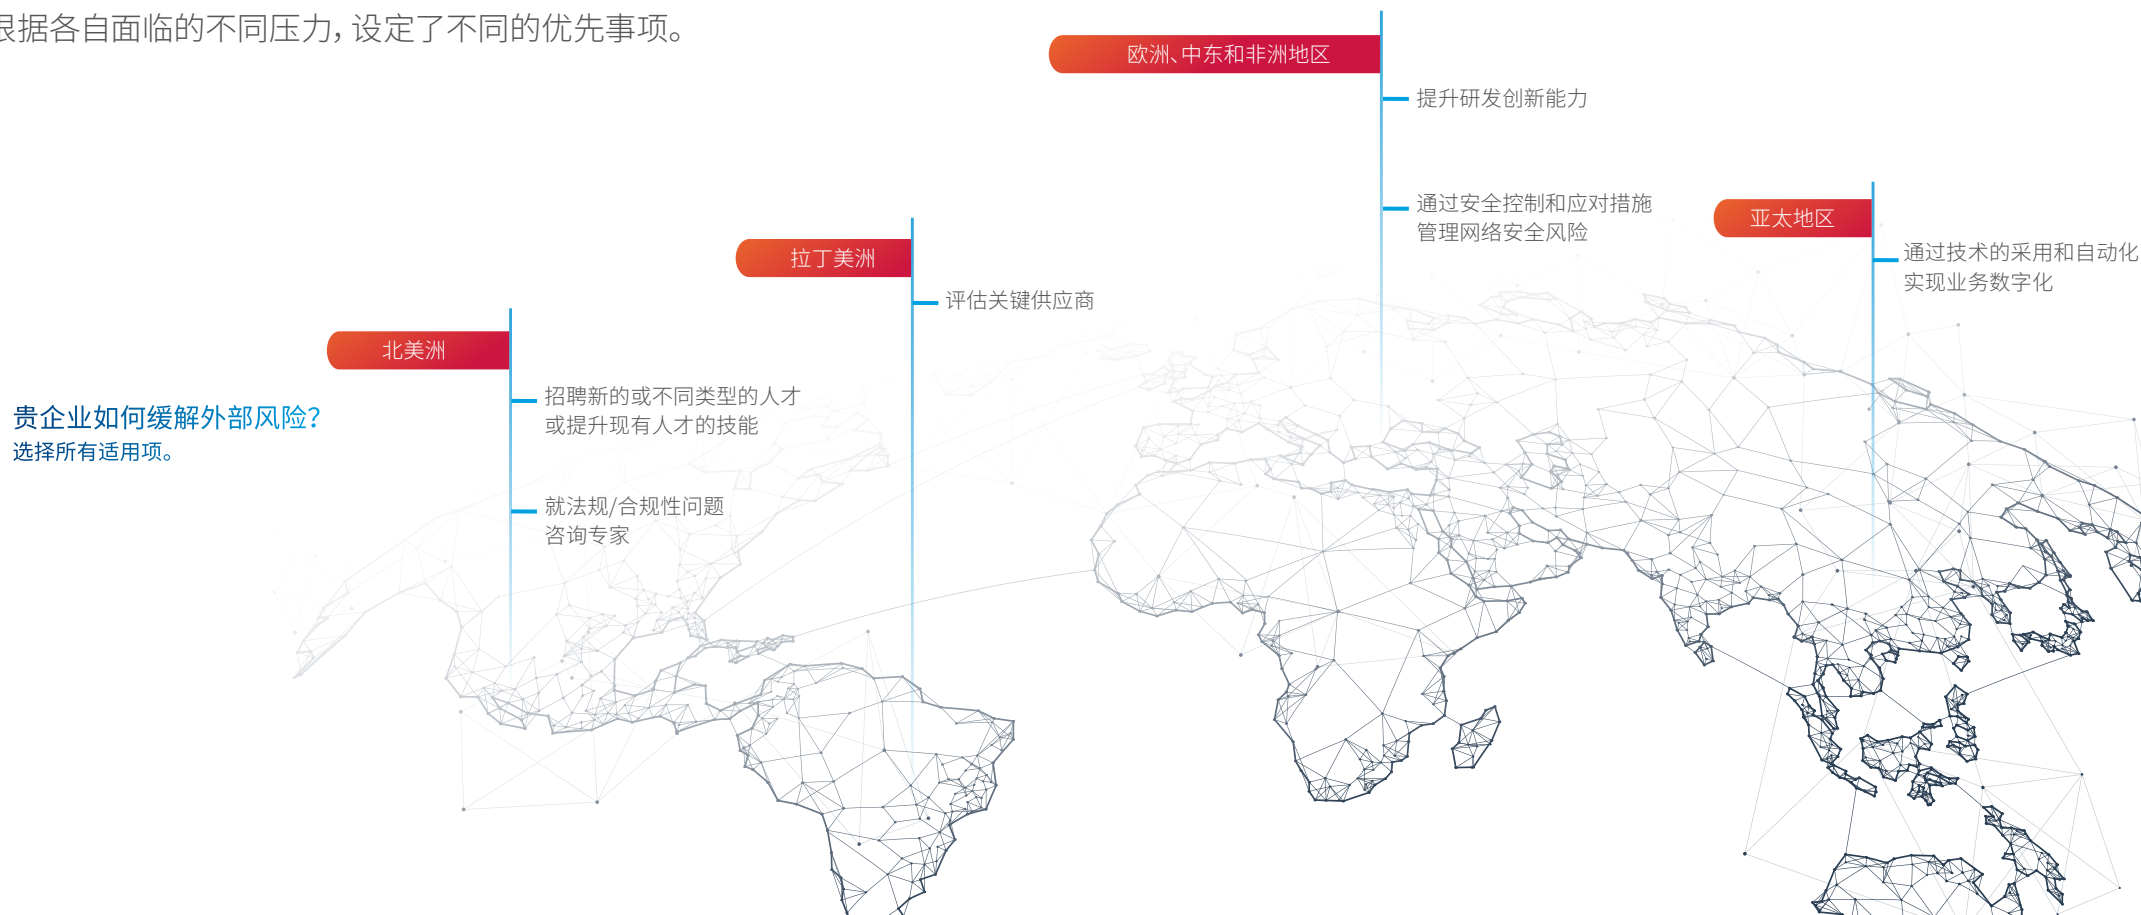 根据各自面临的不同压力，设定了不同的优先事项。
欧洲、中东和非洲地区
提升研发创新能力
通过安全控制和应对措施
管理网络安全风险
亚太地区
通过技术的采用和自动化
实现业务数字化
拉丁美洲
评估关键供应商
北美洲
招聘新的或不同类型的人才
或提升现有人才的技能
就法规/合规性问题
咨询专家
贵企业如何缓解外部风险？
选择所有适用项。